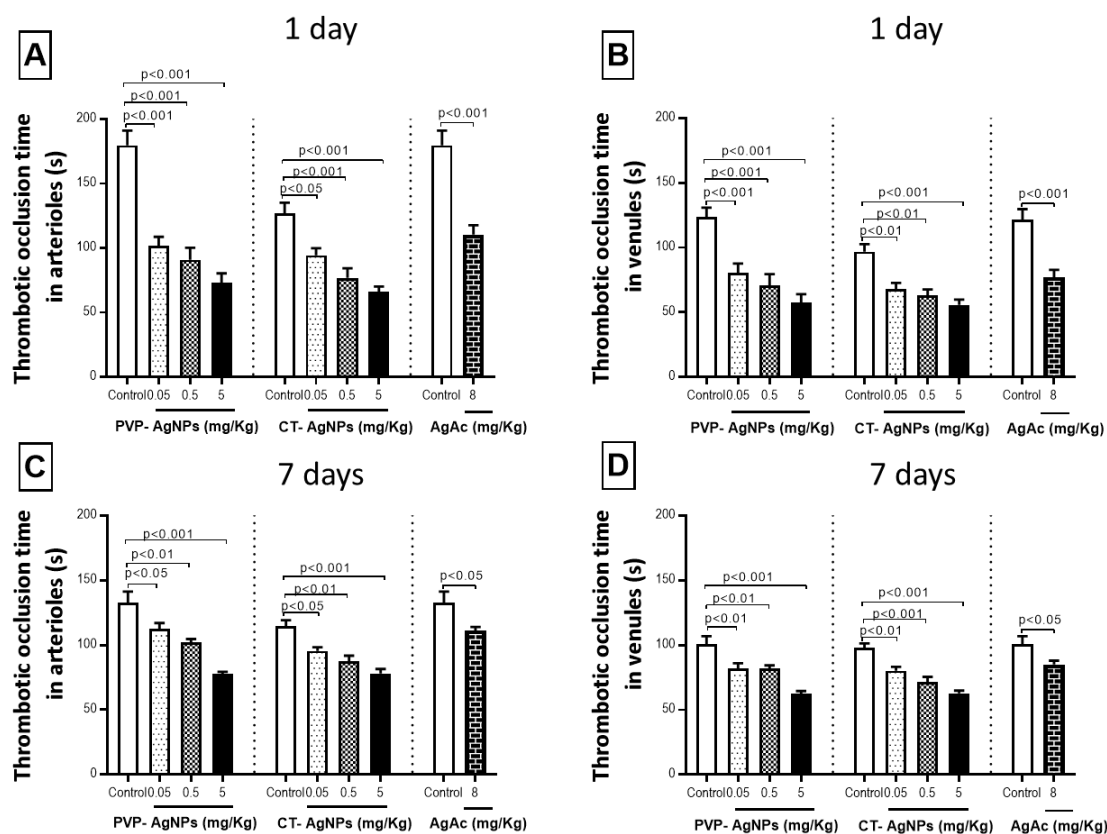 1 day
A
Thrombotic occlusion time
in arterioles (s)
200
150
100
50
0
p<0.001
p<0.001
p<0.001
p<0.001
p<0.001
p<0.05
p<0.001
Control 0.05 0.5 5 Control 0.05 0.5 5 Control 8
PVP- AgNPs (mg/Kg) CT- AgNPs (mg/Kg) AgAc (mg/Kg)
1 day
B
Thrombotic occlusion time
in venules (s)
200
150
100
50
0
p<0.001
p<0.001
p<0.001
p<0.001
p<0.01
p<0.01
p<0.001
Control 0.05 0.5 5 Control 0.05 0.5 5 Control 8
PVP- AgNPs (mg/Kg) CT- AgNPs (mg/Kg) AgAc (mg/Kg)
7 days
C
Thrombotic occlusion time
in arterioles (s)
200
150
100
50
0
p<0.001
p<0.01
p<0.05
p<0.001
p<0.01
p<0.05
p<0.05
Control 0.05 0.5 5 Control 0.05 0.5 5 Control 8
PVP- AgNPs (mg/Kg) CT- AgNPs (mg/Kg) AgAc (mg/Kg)
7 days
D
Thrombotic occlusion time
in venules (s)
200
150
100
50
0
p<0.001
p<0.01
p<0.01
p<0.001
p<0.001
p<0.01
p<0.05
Control 0.05 0.5 5 Control 0.05 0.5 5 Control 8
PVP- AgNPs (mg/Kg) CT- AgNPs (mg/Kg) AgAc (mg/Kg)